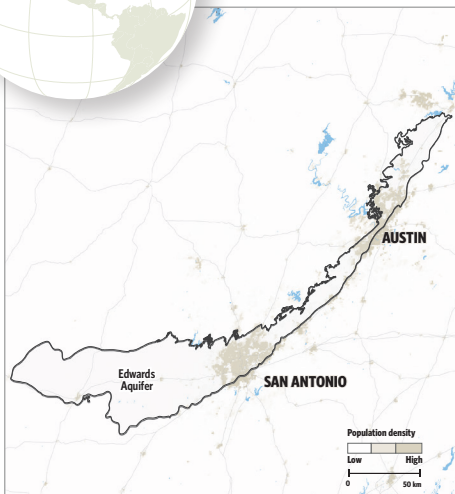 AUSTIN
Edwards
Aquifer
SAN ANTONIO
Population density
Low High
0 50 km